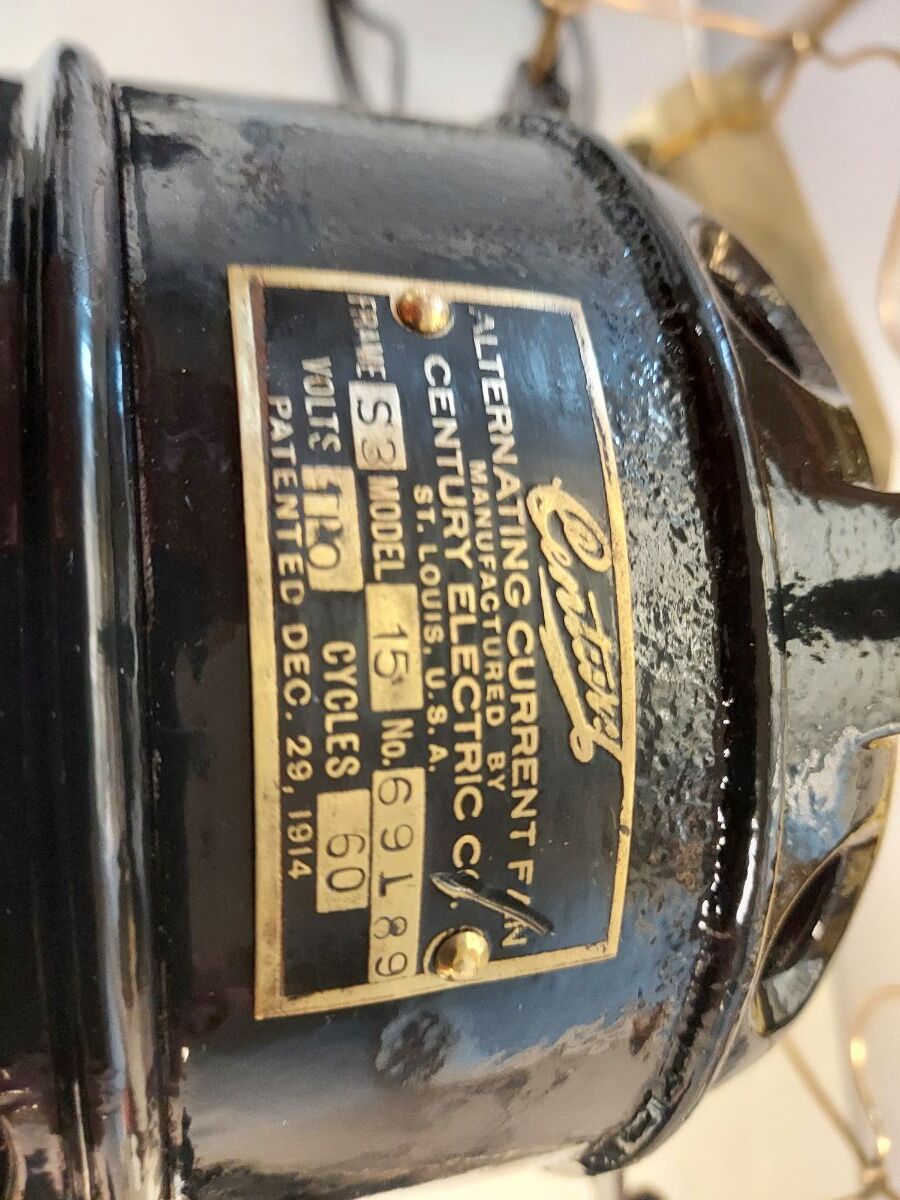 Century
ALTERNATING CURRENT FAN
MANUFACTURED BY
CENTURY ELECTRIC CO.
ST. LOUIS, U.S.A.
FRAME S3 MODEL 15 No. 69189
VOLTS 110 CYCLES 60
PATENTED DEC. 29, 1914